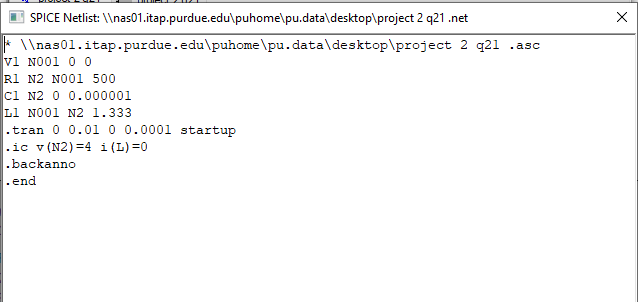 SPICE Netlist: \\nas01.itap.purdue.edu\puhome\pu.data\desktop\project 2 q21 .net
* \\nas01.itap.purdue.edu\puhome\pu.data\desktop\project 2 q21 .asc
V1 N001 0 0
R1 N2 N001 500
C1 N2 0 0.000001
L1 N001 N2 1.333
.tran 0 0.01 0 0.0001 startup
.ic v(N2)=4 i(L)=0
.backanno
.end